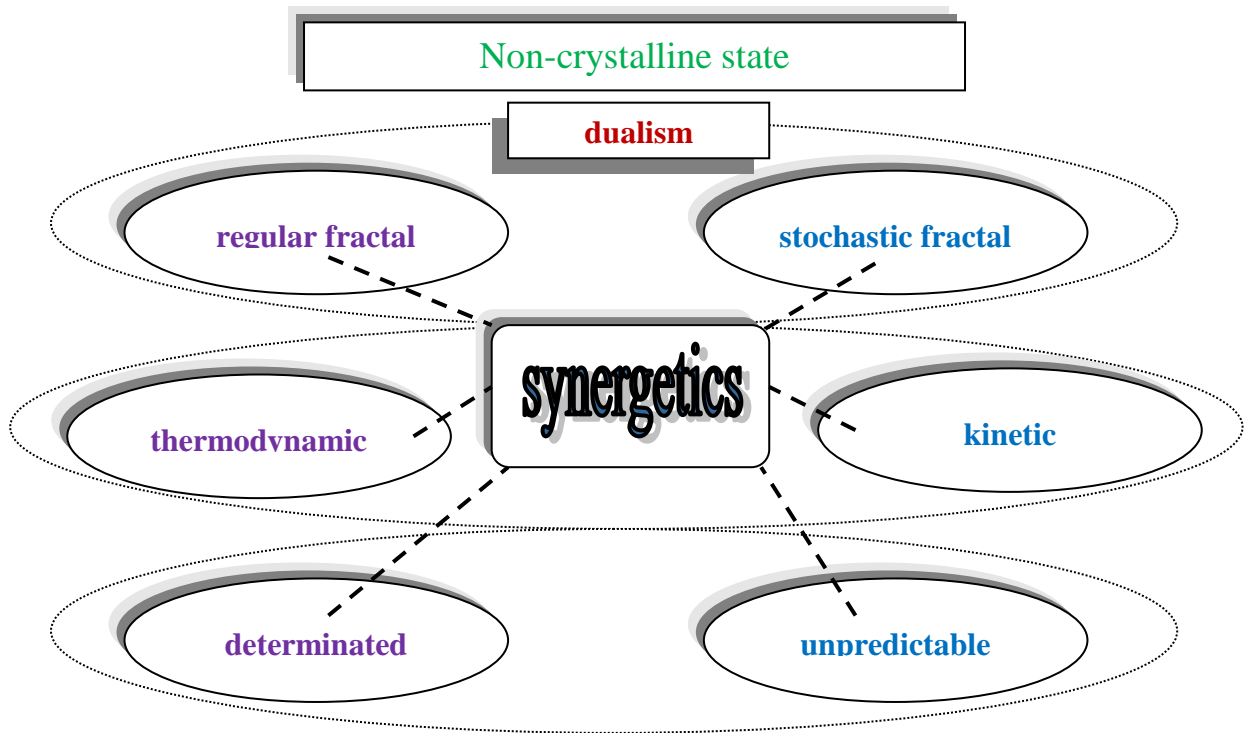 Non-crystalline state
dualism
regular fractal
stochastic fractal
synergetics
thermodynamic
kinetic
determinated
unpredictable